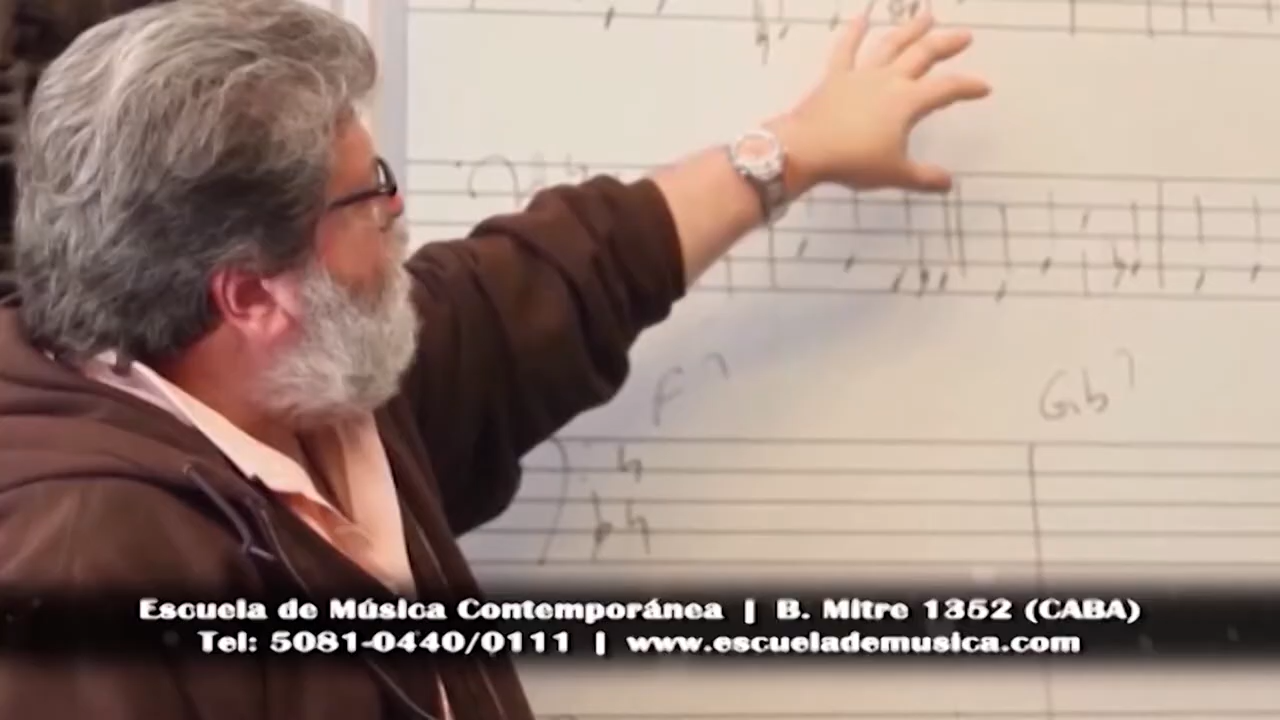 F7
Gb7
Escuela de Música Contemporánea | B. Mitre 1352 (CABA)
Tel: 5081-0440/0111 | www.escuelademusica.com